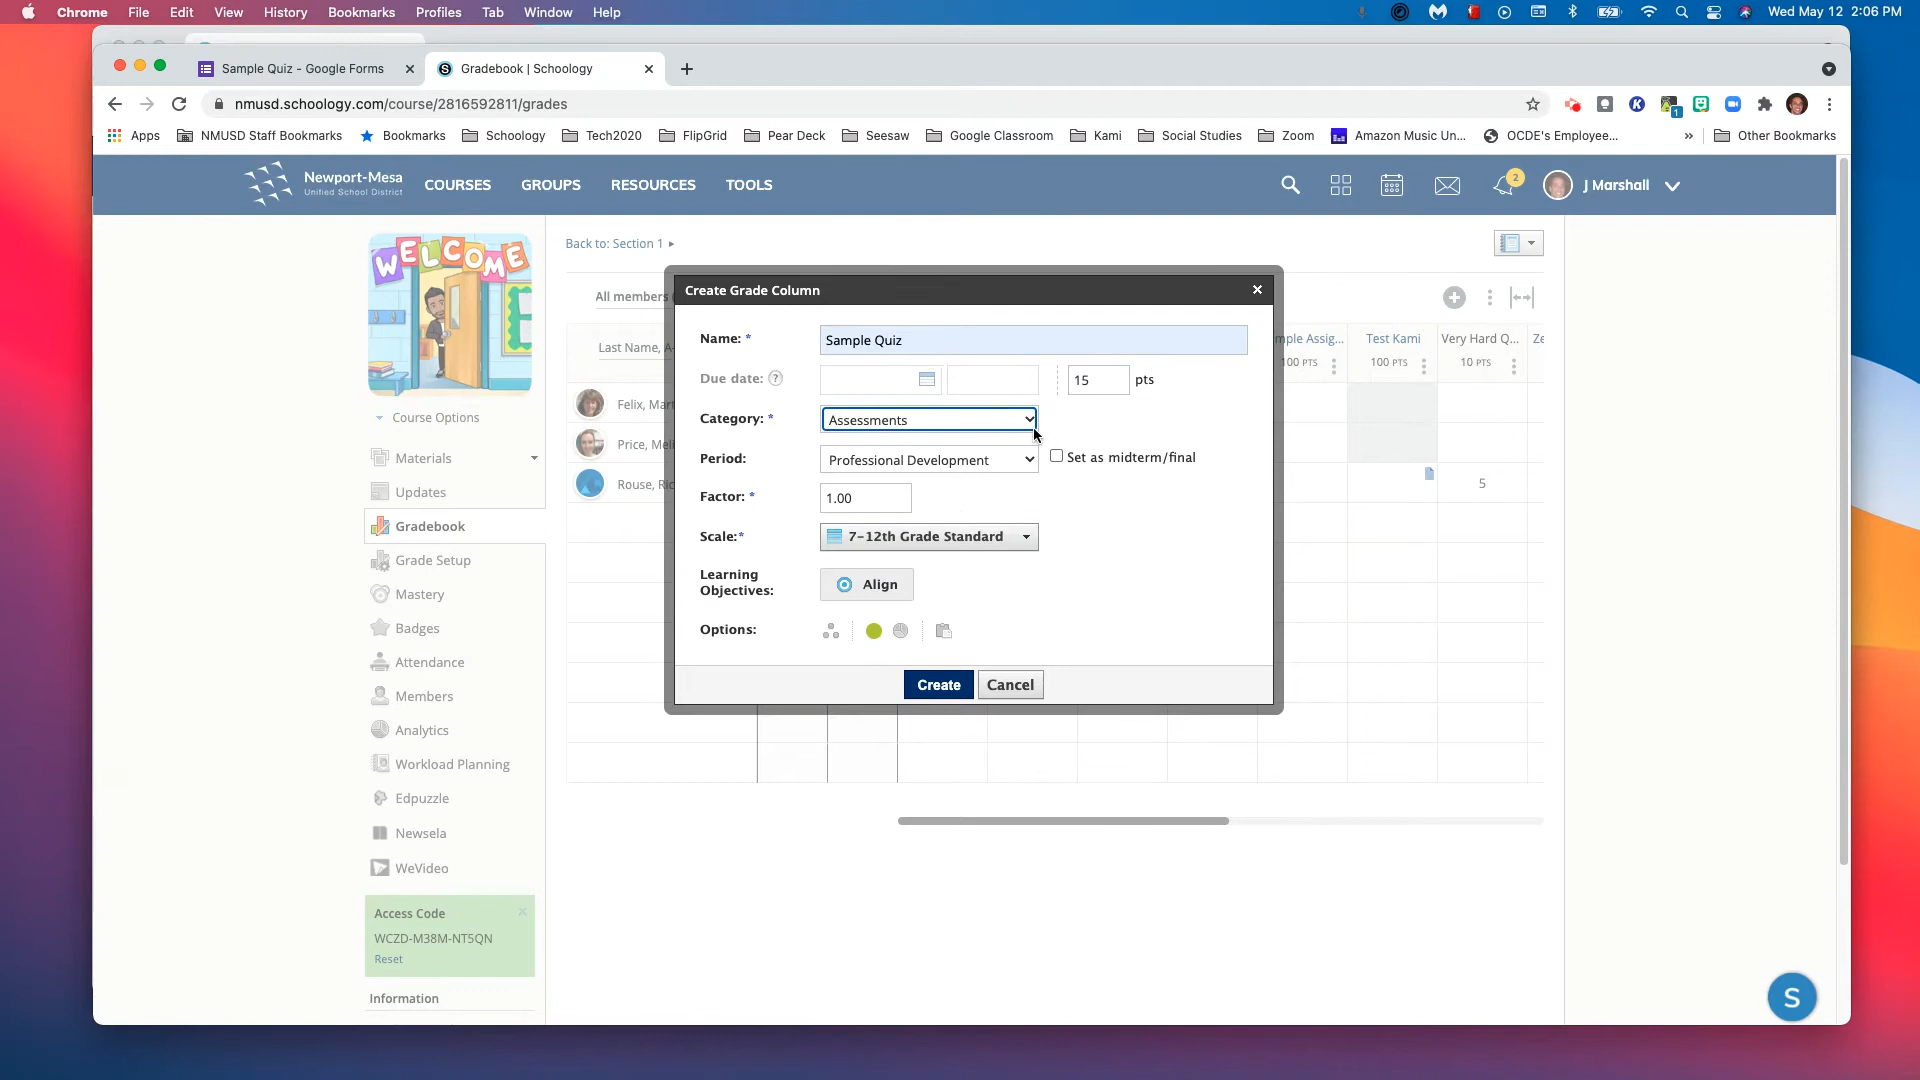 Chrome File Edit View History Bookmarks Profiles Tab Window Help Wed May 12 2:06 PM
Sample Quiz - Google Forms Gradebook | Schoology
nmusd.schoology.com/course/2816592811/grades
Apps NMUSD Staff Bookmarks Bookmarks Schoology Tech2020 FlipGrid Pear Deck Seesaw Google Classroom Kami Social Studies Zoom Amazon Music Un... OCDE's Employee... » Other Bookmarks
Newport-Mesa
Unified School District
COURSES GROUPS RESOURCES TOOLS 2 J Marshall
WELCOME
Back to: Section 1
All members
Create Grade Column
Last Name, A
mple Assig... Test Kami Very Hard Q... Ze
100 PTS 100 PTS 10 PTS
Felix, Mar
Price, Meli
Rouse, Ric
5
Name: * Sample Quiz
Due date: ? 15 pts
Category: * Assessments
Period: Professional Development Set as midterm/final
Factor: * 1.00
Scale:* 7-12th Grade Standard
Learning
Objectives: Align
Options:
Create Cancel
Course Options
Materials
Updates
Gradebook
Grade Setup
Mastery
Badges
Attendance
Members
Analytics
Workload Planning
Edpuzzle
Newsela
WeVideo
Access Code
WCZD-M38M-NT5QN
Reset
Information
S